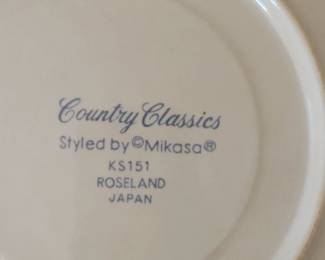 Country Classics
Styled by ©Mikasa®
KS151
ROSELAND
JAPAN